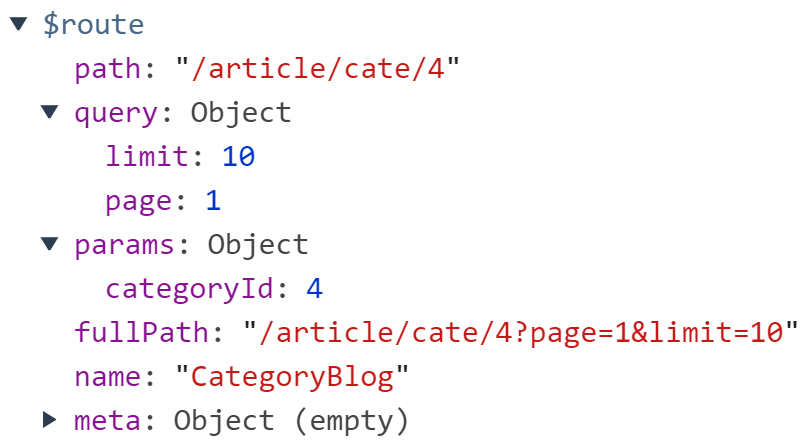 $route
path: "/article/cate/4"
query: Object
limit: 10
page: 1
params: Object
categoryId: 4
fullPath: "/article/cate/4?page=1&limit=10"
name: "CategoryBlog"
meta: Object (empty)